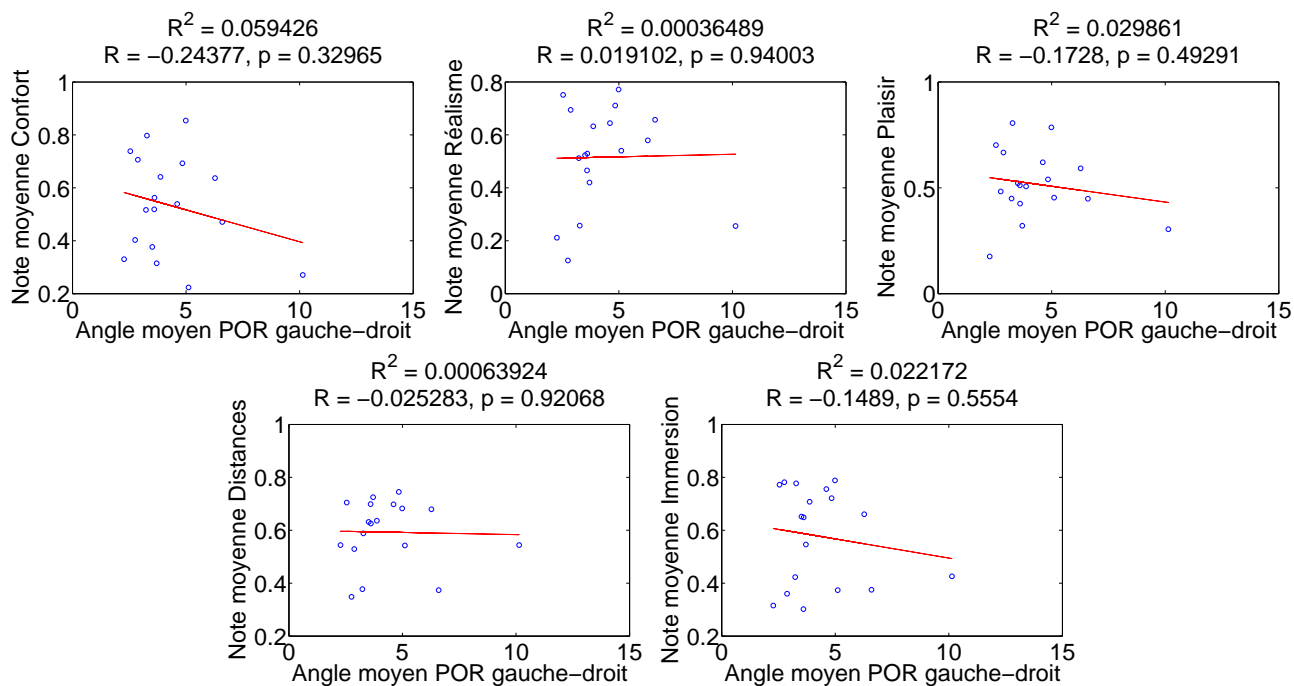 R² = 0.059426
R = −0.24377, p = 0.32965
Note moyenne Confort
1
0.8
0.6
0.4
0.2
0 5 10 15
Angle moyen POR gauche−droit
R² = 0.00036489
R = 0.019102, p = 0.94003
Note moyenne Réalisme
0.8
0.6
0.4
0.2
0
0 5 10 15
Angle moyen POR gauche−droit
R² = 0.029861
R = −0.1728, p = 0.49291
Note moyenne Plaisir
1
0.5
0
0 5 10 15
Angle moyen POR gauche−droit
R² = 0.00063924
R = −0.025283, p = 0.92068
Note moyenne Distances
1
0.8
0.6
0.4
0.2
0 5 10 15
Angle moyen POR gauche−droit
R² = 0.022172
R = −0.1489, p = 0.5554
Note moyenne Immersion
1
0.8
0.6
0.4
0.2
0 5 10 15
Angle moyen POR gauche−droit